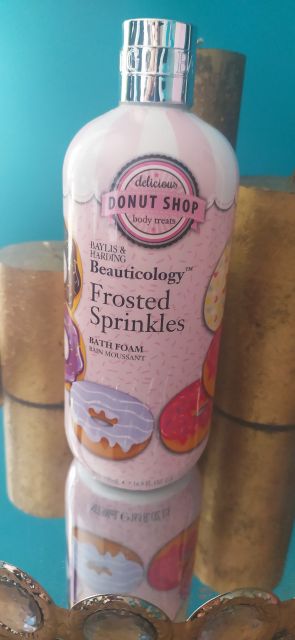 delicious
DONUT SHOP
body treats
BAYLIS &
HARDING
Beauticology™
Frosted
Sprinkles
BATH FOAM
BAIN MOUSSANT